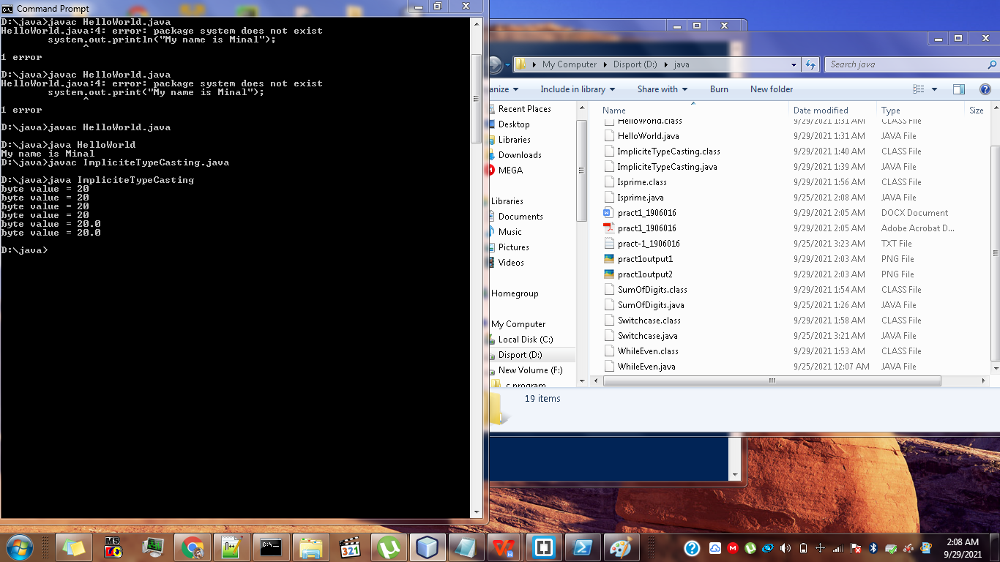 Command Prompt
D:\java>javac HelloWorld.java
HelloWorld.java:4: error: package system does not exist
system.out.println("My name is Minal");
^
1 error
D:\java>javac HelloWorld.java
HelloWorld.java:4: error: package system does not exist
system.out.print("My name is Minal");
^
1 error
D:\java>javac HelloWorld.java
D:\java>java HelloWorld
My name is Minal
D:\java>javac ImpliciteTypeCasting.java
D:\java>java ImpliciteTypeCasting
byte value = 20
byte value = 20
byte value = 20
byte value = 20
byte value = 20.0
byte value = 20.0
D:\java>
My Computer Disport (D:) java
Search java
anize Include in library Share with Burn New folder
Recent Places
Desktop
Libraries
Downloads
MEGA
Libraries
Documents
Music
Pictures
Videos
Homegroup
My Computer
Local Disk (C:)
Disport (D:)
New Volume (F:)
c program
Name Date modified Type Size
HelloWorld.class 9/29/2021 1:31 AM CLASS File
HelloWorld.java 9/29/2021 1:31 AM JAVA File
ImpliciteTypeCasting.class 9/29/2021 1:40 AM CLASS File
ImpliciteTypeCasting.java 9/29/2021 1:39 AM JAVA File
Isprime.class 9/29/2021 1:56 AM CLASS File
Isprime.java 9/25/2021 2:08 AM JAVA File
pract1_1906016 9/29/2021 2:05 AM DOCX Document
pract1_1906016 9/29/2021 2:05 AM Adobe Acrobat D...
pract-1_1906016 9/25/2021 3:23 AM TXT File
pract1output1 9/29/2021 2:03 AM PNG File
pract1output2 9/29/2021 2:03 AM PNG File
SumOfDigits.class 9/29/2021 1:54 AM CLASS File
SumOfDigits.java 9/25/2021 1:26 AM JAVA File
Switchcase.class 9/29/2021 1:58 AM CLASS File
Switchcase.java 9/25/2021 3:21 AM JAVA File
WhileEven.class 9/29/2021 1:53 AM CLASS File
WhileEven.java 9/25/2021 12:07 AM JAVA File
19 items
2:08 AM
9/29/2021